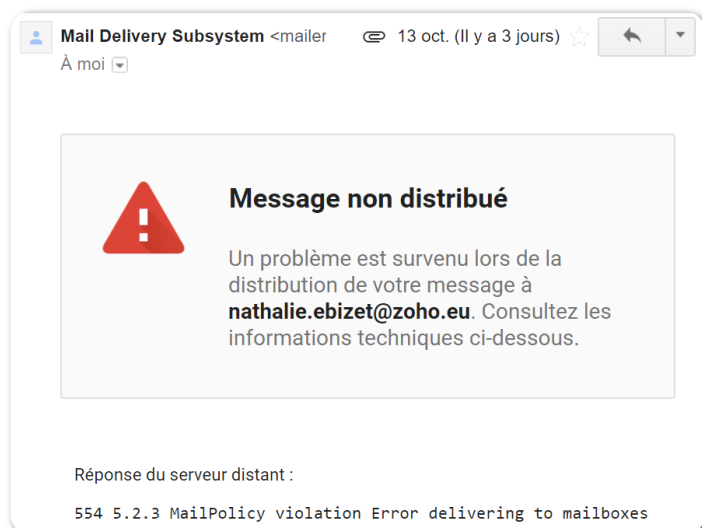 Mail Delivery Subsystem <mailer 13 oct. (Il y a 3 jours)
À moi
Message non distribué
Un problème est survenu lors de la
distribution de votre message à
nathalie.ebizet@zoho.eu. Consultez les
informations techniques ci-dessous.
Réponse du serveur distant :
554 5.2.3 MailPolicy violation Error delivering to mailboxes